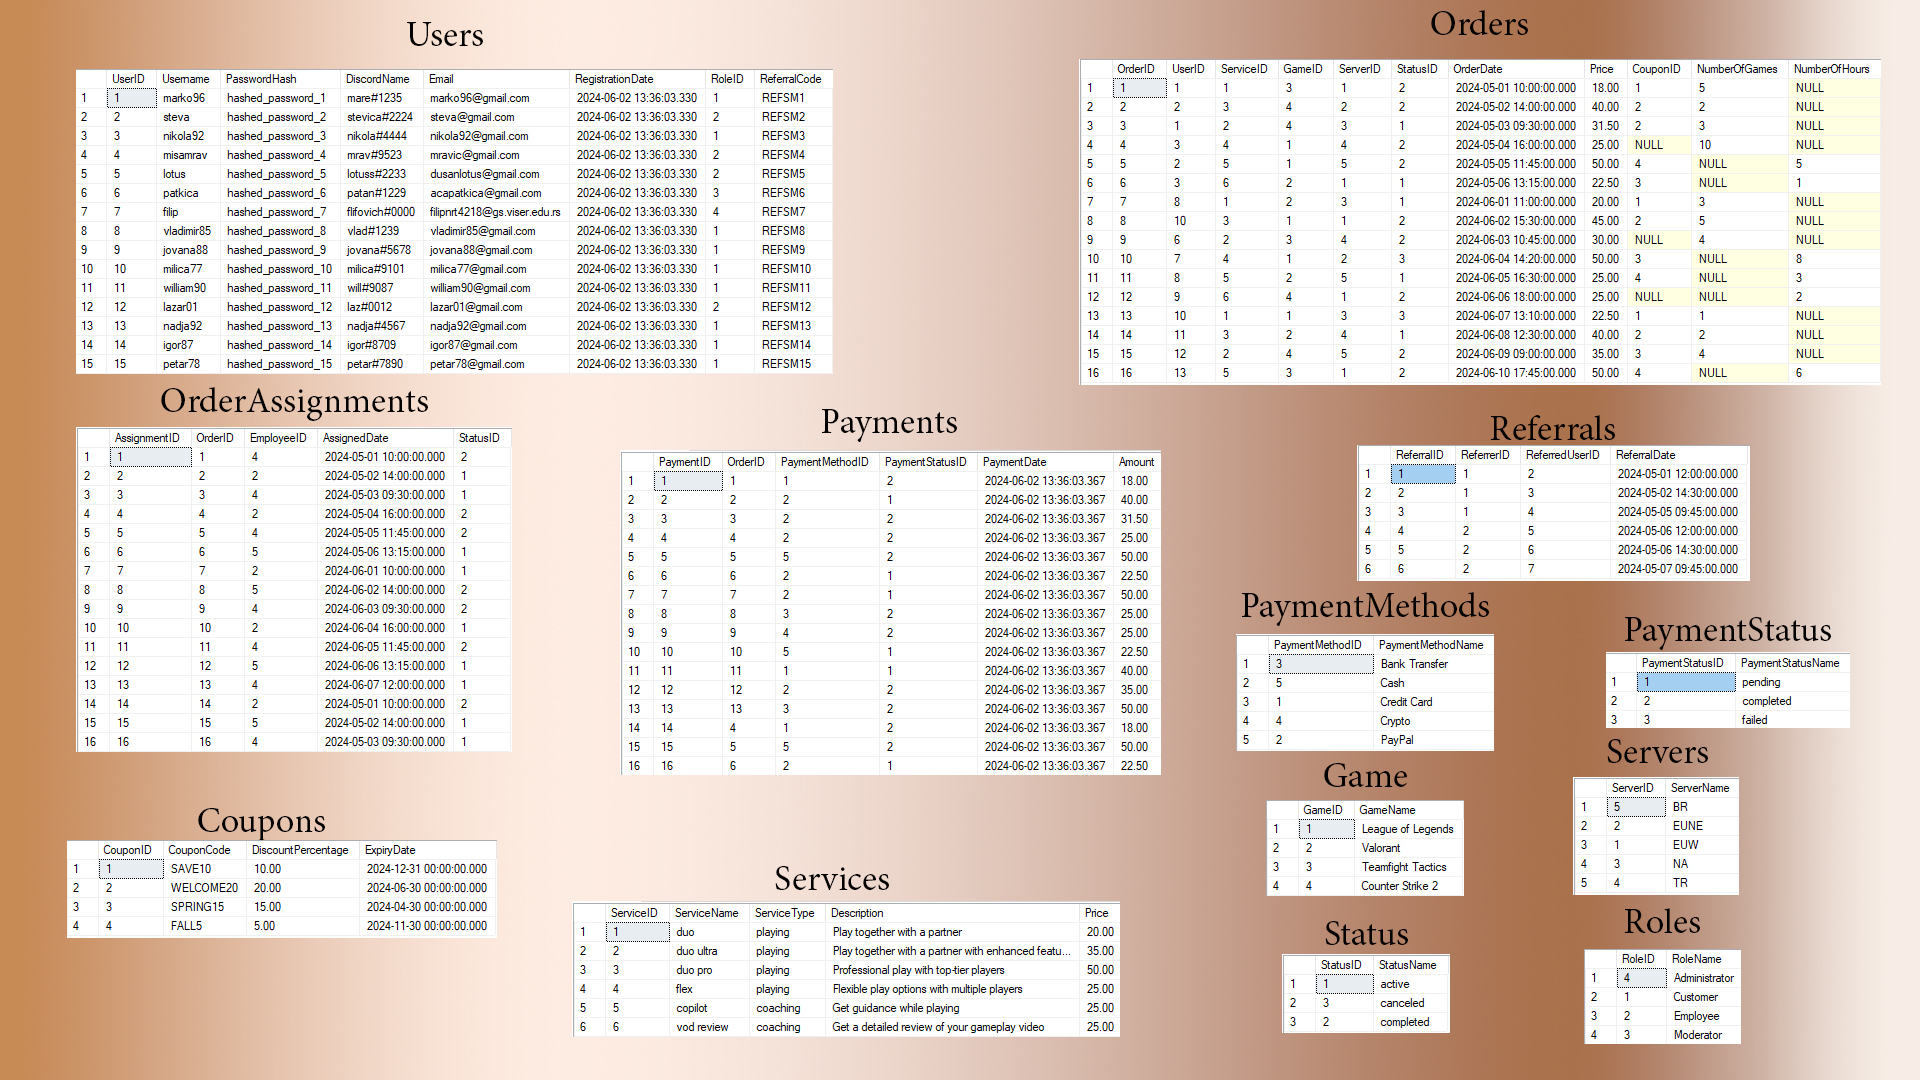 Users
UserID Username PasswordHash DiscordName Email RegistrationDate RoleID ReferralCode
1 1 marko96 hashed_password_1 mare#1235 marko96@gmail.com 2024-06-02 13:36:03.330 1 REFSM1
2 2 steva hashed_password_2 stevica#2224 steva@gmail.com 2024-06-02 13:36:03.330 2 REFSM2
3 3 nikola92 hashed_password_3 nikola#4444 nikola92@gmail.com 2024-06-02 13:36:03.330 1 REFSM3
4 4 misamrav hashed_password_4 mrav#9523 mravic@gmail.com 2024-06-02 13:36:03.330 2 REFSM4
5 5 lotus hashed_password_5 lotuss#2233 dusanlotus@gmail.com 2024-06-02 13:36:03.330 2 REFSM5
6 6 patkica hashed_password_6 patan#1229 acapatkica@gmail.com 2024-06-02 13:36:03.330 3 REFSM6
7 7 filip hashed_password_7 flifovich#0000 filipnrt4218@gs.viser.edu.rs 2024-06-02 13:36:03.330 4 REFSM7
8 8 vladimir85 hashed_password_8 vlad#1239 vladimir85@gmail.com 2024-06-02 13:36:03.330 1 REFSM8
9 9 jovana88 hashed_password_9 jovana#5678 jovana88@gmail.com 2024-06-02 13:36:03.330 1 REFSM9
10 10 milica77 hashed_password_10 milica#9101 milica77@gmail.com 2024-06-02 13:36:03.330 1 REFSM10
11 11 william90 hashed_password_11 will#9087 william90@gmail.com 2024-06-02 13:36:03.330 1 REFSM11
12 12 lazar01 hashed_password_12 laz#0012 lazar01@gmail.com 2024-06-02 13:36:03.330 2 REFSM12
13 13 nadja92 hashed_password_13 nadja#4567 nadja92@gmail.com 2024-06-02 13:36:03.330 1 REFSM13
14 14 igor87 hashed_password_14 igor#8709 igor87@gmail.com 2024-06-02 13:36:03.330 1 REFSM14
15 15 petar78 hashed_password_15 petar#7890 petar78@gmail.com 2024-06-02 13:36:03.330 1 REFSM15
Orders
OrderID UserID ServiceID GameID ServerID StatusID OrderDate Price CouponID NumberOfGames NumberOfHours
1 1 1 1 3 1 2 2024-05-01 10:00:00.000 18.00 1 5 NULL
2 2 2 3 4 2 2 2024-05-02 14:00:00.000 40.00 2 2 NULL
3 3 1 2 4 3 1 2024-05-03 09:30:00.000 31.50 2 3 NULL
4 4 3 4 1 4 2 2024-05-04 16:00:00.000 25.00 NULL 10 NULL
5 5 2 5 1 5 2 2024-05-05 11:45:00.000 50.00 4 NULL 5
6 6 3 6 2 1 1 2024-05-06 13:15:00.000 22.50 3 NULL 1
7 7 8 1 2 3 1 2024-06-01 11:00:00.000 20.00 1 3 NULL
8 8 10 3 1 1 2 2024-06-02 15:30:00.000 45.00 2 5 NULL
9 9 6 2 3 4 2 2024-06-03 10:45:00.000 30.00 NULL 4 NULL
10 10 7 4 1 2 3 2024-06-04 14:20:00.000 50.00 3 NULL 8
11 11 8 5 2 5 1 2024-06-05 16:30:00.000 25.00 4 NULL 3
12 12 9 6 4 1 2 2024-06-06 18:00:00.000 25.00 NULL NULL 2
13 13 10 1 1 3 3 2024-06-07 13:10:00.000 22.50 1 1 NULL
14 14 11 3 2 4 1 2024-06-08 12:30:00.000 40.00 2 2 NULL
15 15 12 2 4 5 2 2024-06-09 09:00:00.000 35.00 3 4 NULL
16 16 13 5 3 1 2 2024-06-10 17:45:00.000 50.00 4 NULL 6
OrderAssignments
AssignmentID OrderID EmployeeID AssignedDate StatusID
1 1 1 4 2024-05-01 10:00:00.000 2
2 2 2 2 2024-05-02 14:00:00.000 1
3 3 3 4 2024-05-03 09:30:00.000 1
4 4 4 2 2024-05-04 16:00:00.000 2
5 5 5 4 2024-05-05 11:45:00.000 2
6 6 6 5 2024-05-06 13:15:00.000 1
7 7 7 2 2024-06-01 10:00:00.000 1
8 8 8 5 2024-06-02 14:00:00.000 2
9 9 9 4 2024-06-03 09:30:00.000 2
10 10 10 2 2024-06-04 16:00:00.000 1
11 11 11 4 2024-06-05 11:45:00.000 2
12 12 12 5 2024-06-06 13:15:00.000 1
13 13 13 4 2024-06-07 12:00:00.000 1
14 14 14 2 2024-05-01 10:00:00.000 2
15 15 15 5 2024-05-02 14:00:00.000 1
16 16 16 4 2024-05-03 09:30:00.000 1
Payments
PaymentID OrderID PaymentMethodID PaymentStatusID PaymentDate Amount
1 1 1 1 2 2024-06-02 13:36:03.367 18.00
2 2 2 2 1 2024-06-02 13:36:03.367 40.00
3 3 3 2 2 2024-06-02 13:36:03.367 31.50
4 4 4 2 2 2024-06-02 13:36:03.367 25.00
5 5 5 5 2 2024-06-02 13:36:03.367 50.00
6 6 6 2 1 2024-06-02 13:36:03.367 22.50
7 7 7 2 1 2024-06-02 13:36:03.367 50.00
8 8 8 3 2 2024-06-02 13:36:03.367 25.00
9 9 9 4 2 2024-06-02 13:36:03.367 25.00
10 10 10 5 1 2024-06-02 13:36:03.367 22.50
11 11 11 1 1 2024-06-02 13:36:03.367 40.00
12 12 12 2 2 2024-06-02 13:36:03.367 35.00
13 13 13 3 2 2024-06-02 13:36:03.367 50.00
14 14 4 1 2 2024-06-02 13:36:03.367 18.00
15 15 5 5 2 2024-06-02 13:36:03.367 50.00
16 16 6 2 1 2024-06-02 13:36:03.367 22.50
Referrals
ReferralID ReferrerID ReferredUserID ReferralDate
1 1 1 2 2024-05-01 12:00:00.000
2 2 1 3 2024-05-02 14:30:00.000
3 3 1 4 2024-05-05 09:45:00.000
4 4 2 5 2024-05-06 12:00:00.000
5 5 2 6 2024-05-06 14:30:00.000
6 6 2 7 2024-05-07 09:45:00.000
PaymentMethods
PaymentMethodID PaymentMethodName
1 3 Bank Transfer
2 5 Cash
3 1 Credit Card
4 4 Crypto
5 2 PayPal
PaymentStatus
PaymentStatusID PaymentStatusName
1 1 pending
2 2 completed
3 3 failed
Servers
ServerID ServerName
1 5 BR
2 2 EUNE
3 1 EUW
4 3 NA
5 4 TR
Game
GameID GameName
1 1 League of Legends
2 2 Valorant
3 3 Teamfight Tactics
4 4 Counter Strike 2
Coupons
CouponID CouponCode DiscountPercentage ExpiryDate
1 1 SAVE10 10.00 2024-12-31 00:00:00.000
2 2 WELCOME20 20.00 2024-06-30 00:00:00.000
3 3 SPRING15 15.00 2024-04-30 00:00:00.000
4 4 FALL5 5.00 2024-11-30 00:00:00.000
Services
ServiceID ServiceName ServiceType Description Price
1 1 duo playing Play together with a partner 20.00
2 2 duo ultra playing Play together with a partner with enhanced featu... 35.00
3 3 duo pro playing Professional play with top-tier players 50.00
4 4 flex playing Flexible play options with multiple players 25.00
5 5 copilot coaching Get guidance while playing 25.00
6 6 vod review coaching Get a detailed review of your gameplay video 25.00
Status
StatusID StatusName
1 1 active
2 3 canceled
3 2 completed
Roles
RoleID RoleName
1 4 Administrator
2 1 Customer
3 2 Employee
4 3 Moderator